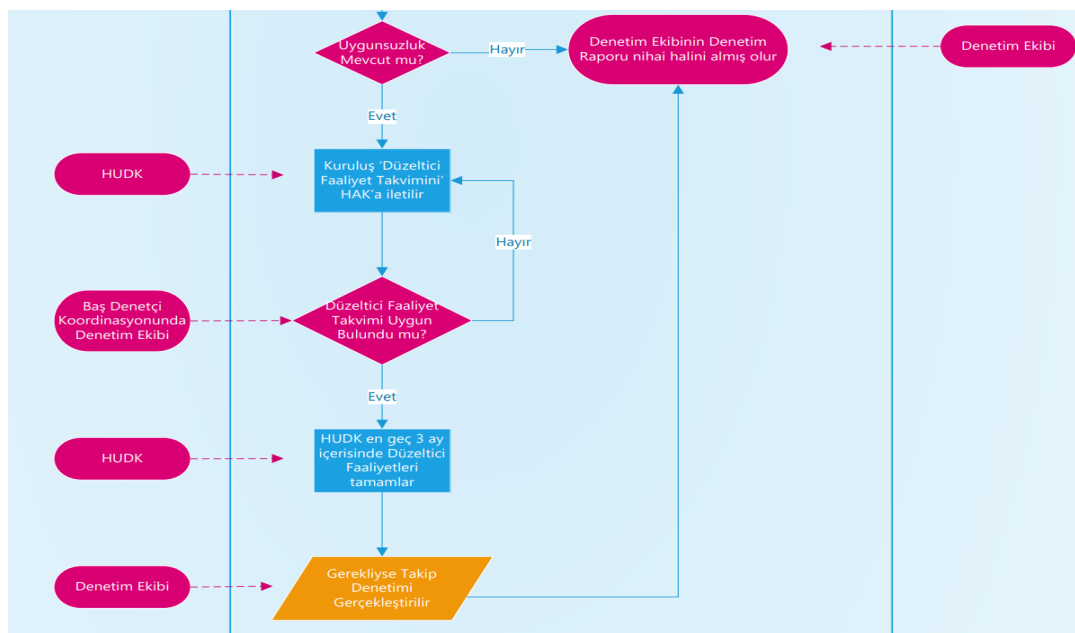 Uygunsuzluk
Mevcut mu?
Hayır
Denetim Ekibinin Denetim
Raporu nihai halini almış olur
Denetim Ekibi
Evet
HUDK
Kuruluş ‘Düzeltici
Faaliyet Takvimini’
HAK’a iletilir
Hayır
Baş Denetçi
Koordinasyonunda
Denetim Ekibi
Düzeltici Faaliyet
Takvimi Uygun
Bulundu mu?
Evet
HUDK
HUDK en geç 3 ay
içerisinde Düzeltici
Faaliyetleri
tamamlar
Denetim Ekibi
Gerekliyse Takip
Denetimi
Gerçekleştirilir